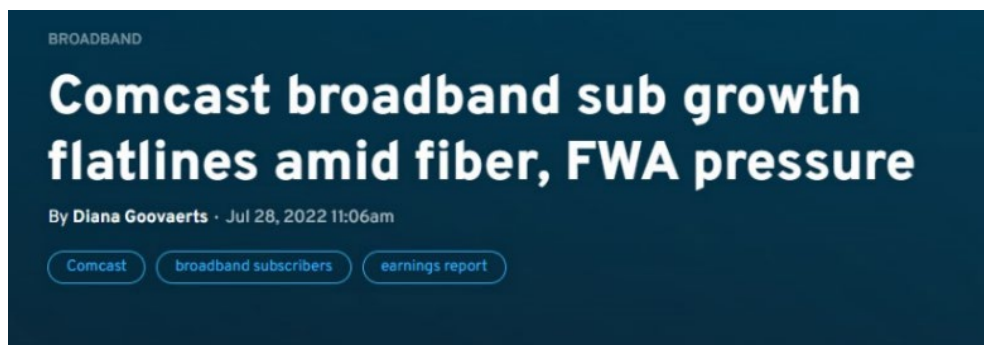 BROADBAND
Comcast broadband sub growth
flatlines amid fiber, FWA pressure
By Diana Goovaerts · Jul 28, 2022 11:06am
Comcast broadband subscribers earnings report